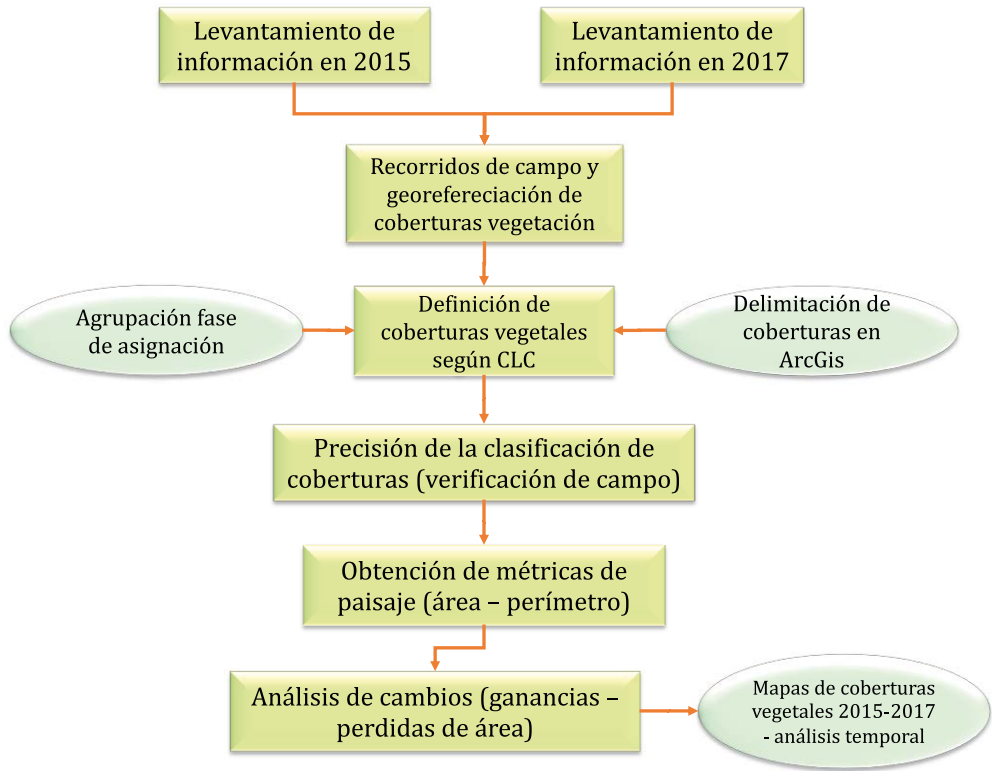 Levantamiento de
información en 2015
Levantamiento de
información en 2017
Recorridos de campo y
georefereciación de
coberturas vegetación
Agrupación fase
de asignación
Definición de
coberturas vegetales
según CLC
Delimitación de
coberturas en
ArcGis
Precisión de la clasificación de
coberturas (verificación de campo)
Obtención de métricas de
paisaje (área – perímetro)
Análisis de cambios (ganancias –
perdidas de área)
Mapas de coberturas
vegetales 2015-2017
- análisis temporal